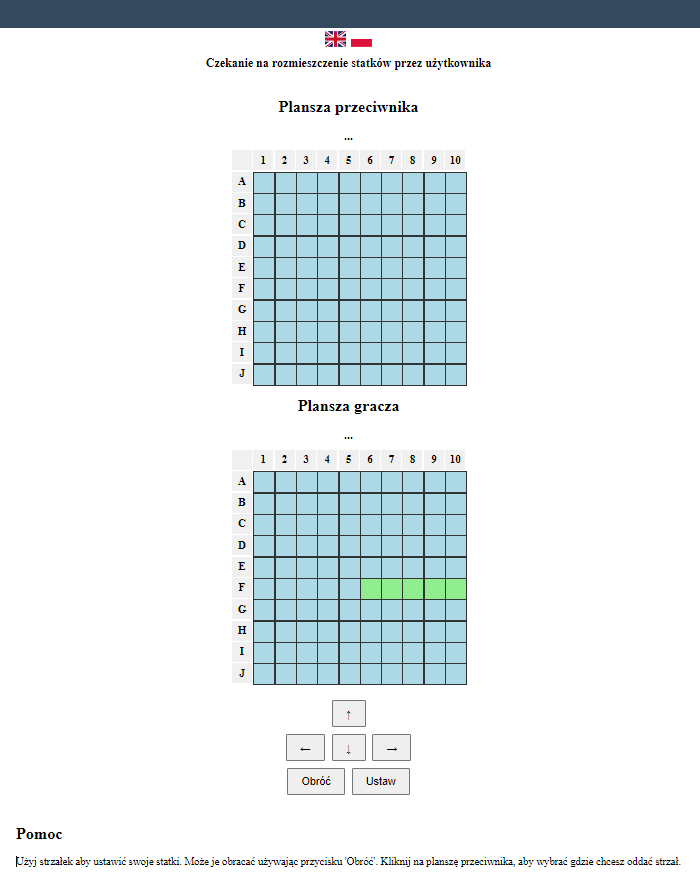 Czekanie na rozmieszczenie statków przez użytkownika
Plansza przeciwnika
...
1 2 3 4 5 6 7 8 9 10
A
B
C
D
E
F
G
H
I
J
Plansza gracza
...
1 2 3 4 5 6 7 8 9 10
A
B
C
D
E
F
G
H
I
J
↑
← ↓ →
Obróć Ustaw
Pomoc
Użyj strzałek aby ustawić swoje statki. Może je obracać używając przycisku 'Obróć'. Kliknij na planszę przeciwnika, aby wybrać gdzie chcesz oddać strzał.